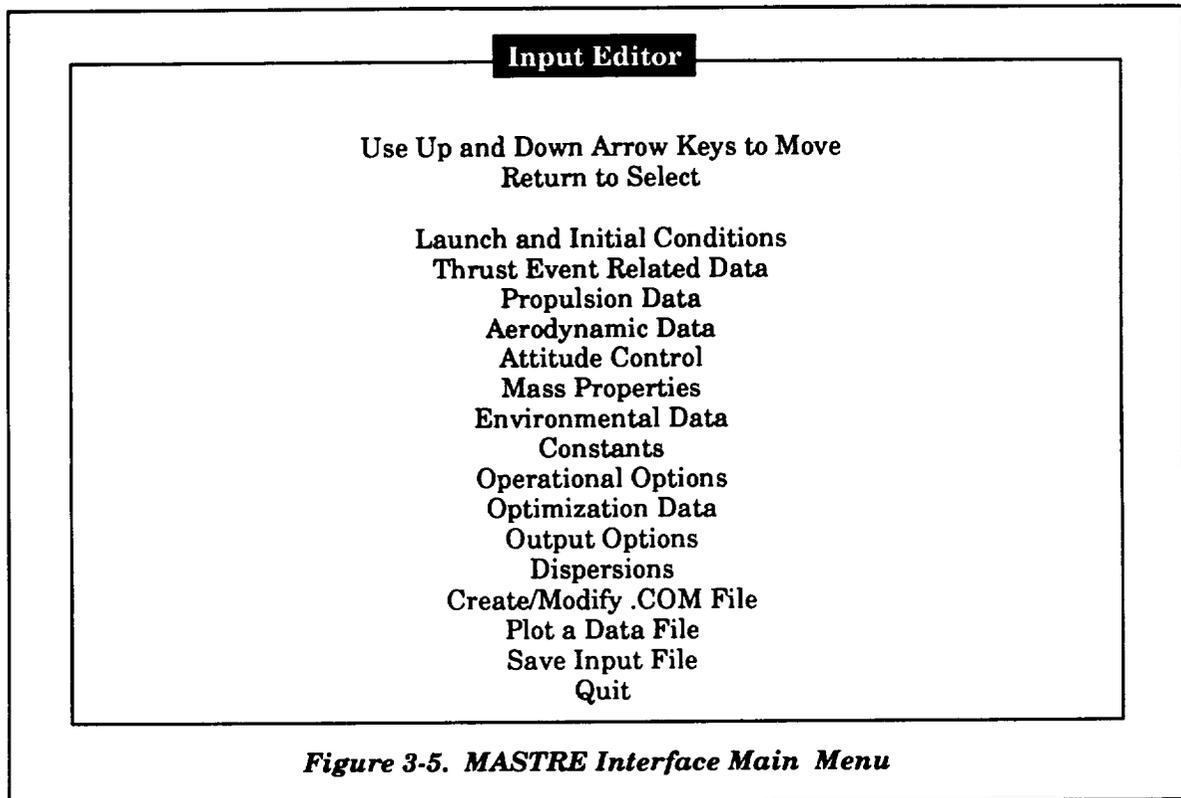 Input Editor
Use Up and Down Arrow Keys to Move
Return to Select
Launch and Initial Conditions
Thrust Event Related Data
Propulsion Data
Aerodynamic Data
Attitude Control
Mass Properties
Environmental Data
Constants
Operational Options
Optimization Data
Output Options
Dispersions
Create/Modify .COM File
Plot a Data File
Save Input File
Quit
Figure 3-5. MASTRE Interface Main Menu